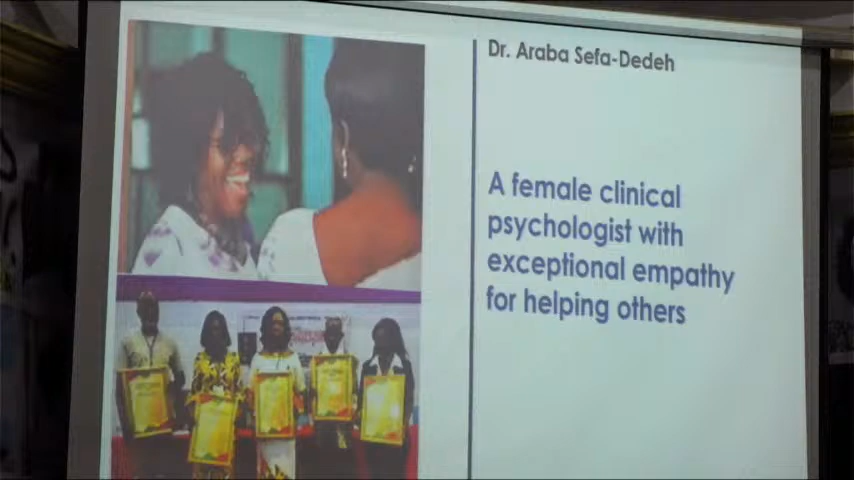 Dr. Araba Sefa-Dedeh
A female clinical
psychologist with
exceptional empathy
for helping others